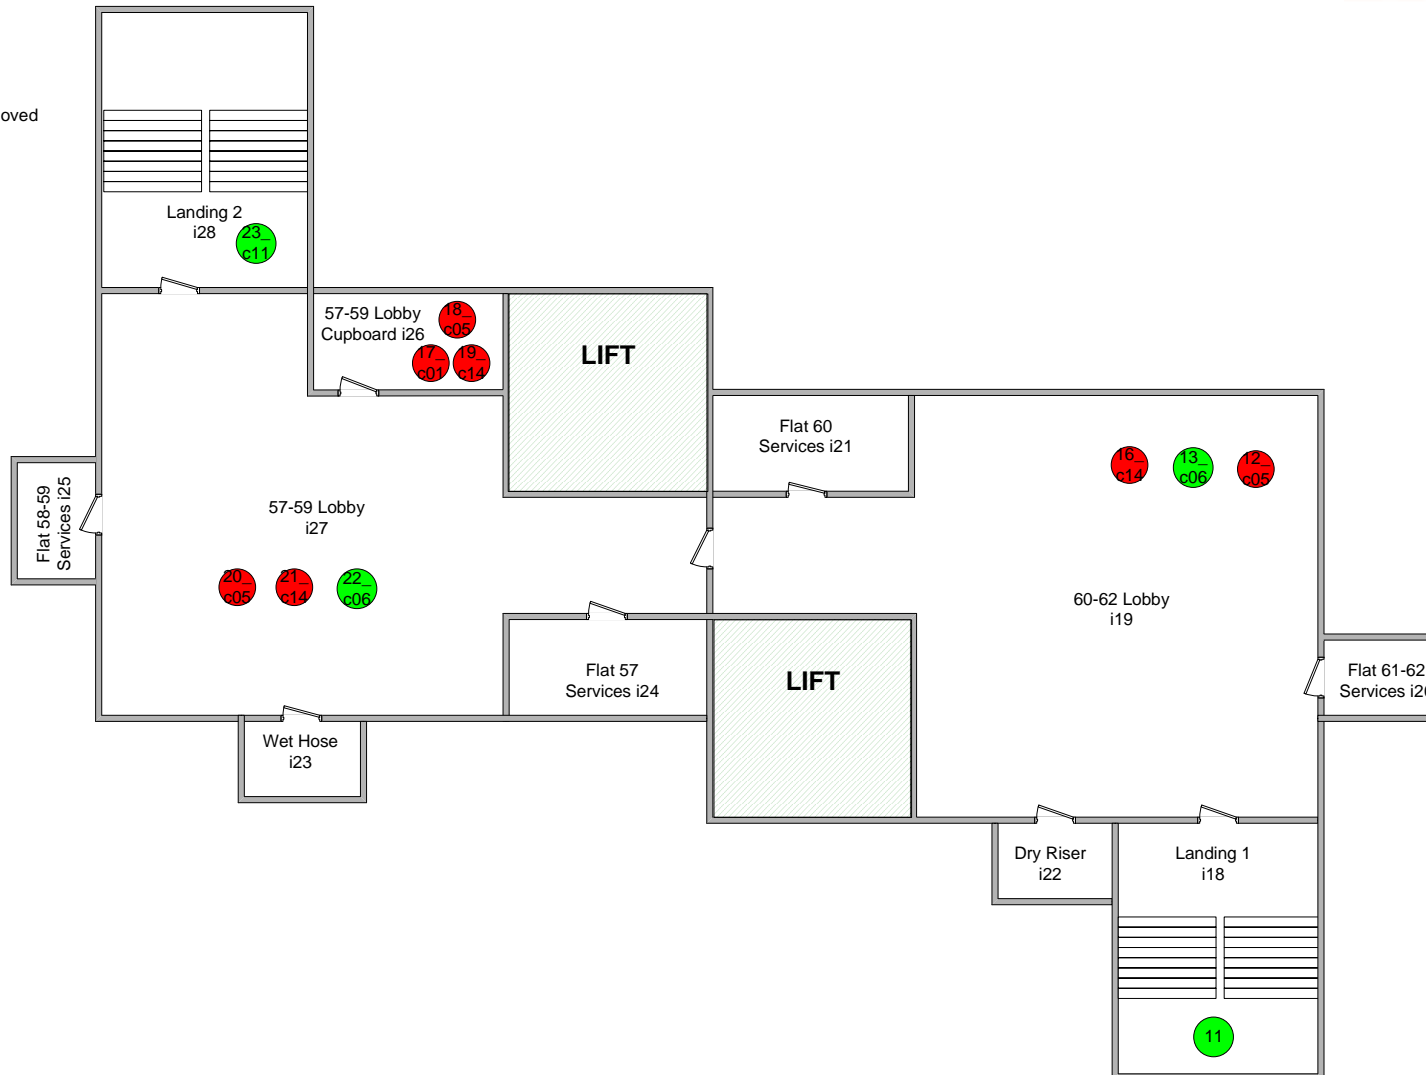 oved
Landing 2
i28
23_
c11
57-59 Lobby
Cupboard i26
18_
c05
17_
c01
19_
c14
LIFT
Flat 60
Services i21
16_
c14
13_
c06
12_
c05
Flat 58-59
Services i25
57-59 Lobby
i27
20_
c05
21_
c14
22_
c06
60-62 Lobby
i19
Flat 57
Services i24
LIFT
Flat 61-62
Services i20
Wet Hose
i23
Dry Riser
i22
Landing 1
i18
11